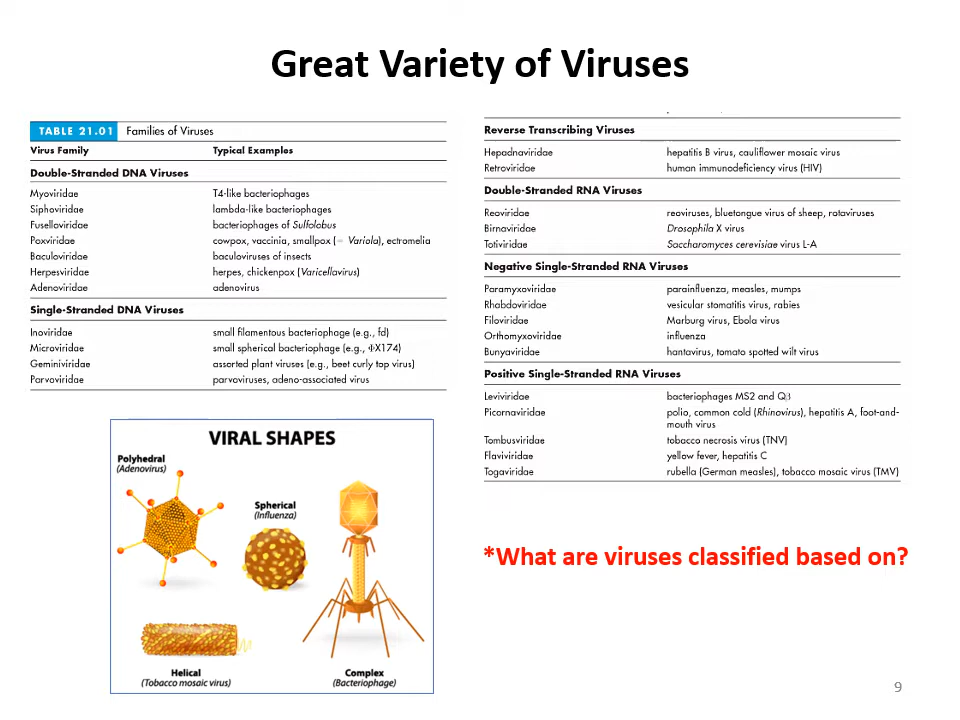 Great Variety of Viruses
TABLE 21.01 Families of Viruses
Virus Family Typical Examples
Double-Stranded DNA Viruses
Myoviridae T4-like bacteriophages
Siphoviridae lambda-like bacteriophages
Fuselloviridae bacteriophages of Sulfolobus
Poxviridae cowpox, vaccinia, smallpox (= Variola), ectromelia
Baculoviridae baculoviruses of insects
Herpesviridae herpes, chickenpox (Varicellavirus)
Adenoviridae adenovirus
Single-Stranded DNA Viruses
Inoviridae small filamentous bacteriophage (e.g., fd)
Microviridae small spherical bacteriophage (e.g., ΦX174)
Geminiviridae assorted plant viruses (e.g., beet curly top virus)
Parvoviridae parvoviruses, adeno-associated virus
Reverse Transcribing Viruses
Hepadnaviridae hepatitis B virus, cauliflower mosaic virus
Retroviridae human immunodeficiency virus (HIV)
Double-Stranded RNA Viruses
Reoviridae reoviruses, bluetongue virus of sheep, rotaviruses
Birnaviridae Drosophila X virus
Totiviridae Saccharomyces cerevisiae virus L-A
Negative Single-Stranded RNA Viruses
Paramyxoviridae parainfluenza, measles, mumps
Rhabdoviridae vesicular stomatitis virus, rabies
Filoviridae Marburg virus, Ebola virus
Orthomyxoviridae influenza
Bunyaviridae hantavirus, tomato spotted wilt virus
Positive Single-Stranded RNA Viruses
Leviviridae bacteriophages MS2 and Qβ
Picornaviridae polio, common cold (Rhinovirus), hepatitis A, foot-and-
mouth virus
Tombusviridae tobacco necrosis virus (TNV)
Flaviviridae yellow fever, hepatitis C
Togaviridae rubella (German measles), tobacco mosaic virus (TMV)
VIRAL SHAPES
Polyhedral
(Adenovirus)
Spherical
(Influenza)
Helical
(Tobacco mosaic virus)
Complex
(Bacteriophage)
*What are viruses classified based on?
9